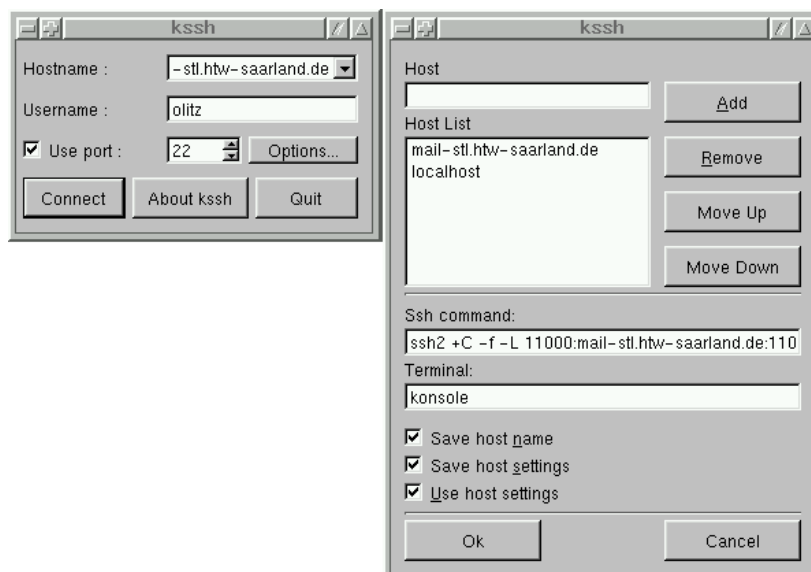 kssh
Hostname : -stl.htw-saarland.de
Username : olitz
Use port : 22 Options...
Connect About kssh Quit
kssh
Host
Add
Host List
mail-stl.htw-saarland.de
localhost
Remove
Move Up
Move Down
Ssh command:
ssh2 +C -f -L 11000:mail-stl.htw-saarland.de:110
Terminal:
konsole
Save host name
Save host settings
Use host settings
Ok Cancel